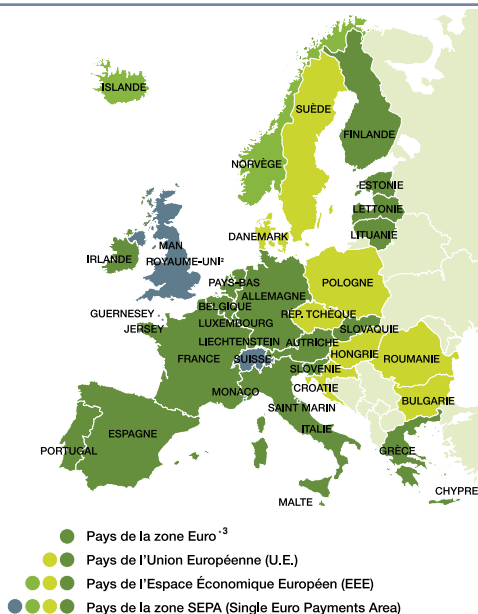 ISLANDE
SUÈDE
FINLANDE
NORVÈGE
ESTONIE
LETTONIE
LITUANIE
DANEMARK
MAN
ROYAUME-UNI²
IRLANDE
PAYS-BAS
POLOGNE
ALLEMAGNE
BELGIQUE
GUERNESEY
JERSEY
LUXEMBOURG
RÉP. TCHÈQUE
SLOVAQUIE
LIECHTENSTEIN
AUTRICHE
FRANCE
SUISSE
HONGRIE
ROUMANIE
SLOVENIE
CROATIE
MONACO
BULGARIE
SAINT MARIN
ESPAGNE
ITALIE
PORTUGAL
GRÈCE
CHYPRE
MALTE
Pays de la zone Euro*³
Pays de l'Union Européenne (U.E.)
Pays de l'Espace Économique Européen (EEE)
Pays de la zone SEPA (Single Euro Payments Area)